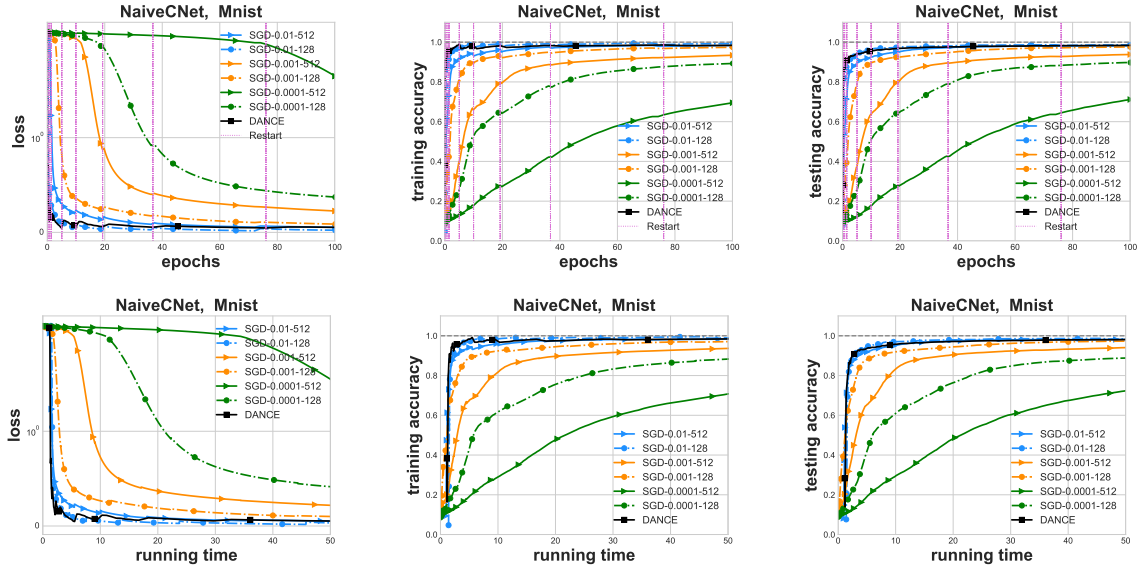 NaiveCNet, Mnist
loss
10⁰
0
0 20 40 60 80 100
epochs
SGD-0.01-512
SGD-0.01-128
SGD-0.001-512
SGD-0.001-128
SGD-0.0001-512
SGD-0.0001-128
DANCE
Restart
NaiveCNet, Mnist
training accuracy
1.0
0.8
0.6
0.4
0.2
0.0
0 20 40 60 80 100
epochs
SGD-0.01-512
SGD-0.01-128
SGD-0.001-512
SGD-0.001-128
SGD-0.0001-512
SGD-0.0001-128
DANCE
Restart
NaiveCNet, Mnist
testing accuracy
1.0
0.8
0.6
0.4
0.2
0.0
0 20 40 60 80 100
epochs
SGD-0.01-512
SGD-0.01-128
SGD-0.001-512
SGD-0.001-128
SGD-0.0001-512
SGD-0.0001-128
DANCE
Restart
NaiveCNet, Mnist
loss
10⁰
0
0 10 20 30 40 50
running time
SGD-0.01-512
SGD-0.01-128
SGD-0.001-512
SGD-0.001-128
SGD-0.0001-512
SGD-0.0001-128
DANCE
NaiveCNet, Mnist
training accuracy
1.0
0.8
0.6
0.4
0.2
0.0
0 10 20 30 40 50
running time
SGD-0.01-512
SGD-0.01-128
SGD-0.001-512
SGD-0.001-128
SGD-0.0001-512
SGD-0.0001-128
DANCE
NaiveCNet, Mnist
testing accuracy
1.0
0.8
0.6
0.4
0.2
0.0
0 10 20 30 40 50
running time
SGD-0.01-512
SGD-0.01-128
SGD-0.001-512
SGD-0.001-128
SGD-0.0001-512
SGD-0.0001-128
DANCE